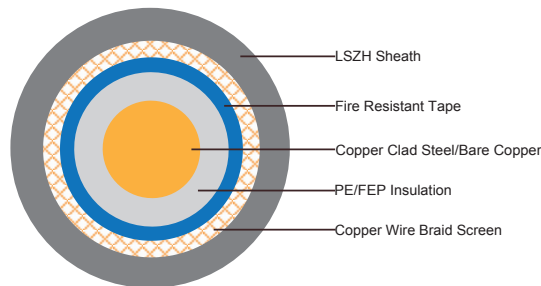 LSZH Sheath
Fire Resistant Tape
Copper Clad Steel/Bare Copper
PE/FEP Insulation
Copper Wire Braid Screen